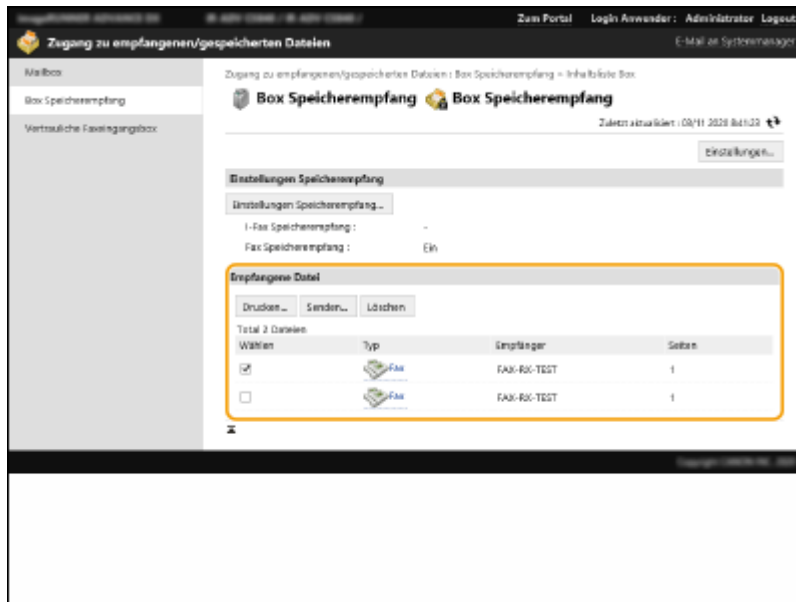 Zum Portal Login Anwender : Administrator Logout
Zugang zu empfangenen/gespeicherten Dateien E-Mail an Systemmanager
Mailbox
Box Speicherempfang
Vertrauliche Faxeingangsbox
Zugang zu empfangenen/gespeicherten Dateien : Box Speicherempfang > Inhaltsliste Box
Box Speicherempfang Box Speicherempfang
Zuletzt aktualisiert :
Einstellungen...
Einstellungen Speicherempfang
Einstellungen Speicherempfang...
I-Fax Speicherempfang : -
Fax Speicherempfang : Ein
Empfangene Datei
Drucken... Senden... Löschen
Total 2 Dateien
Wählen Typ Empfänger Seiten
Fax FAX-RX-TEST 1
Fax FAX-RX-TEST 1